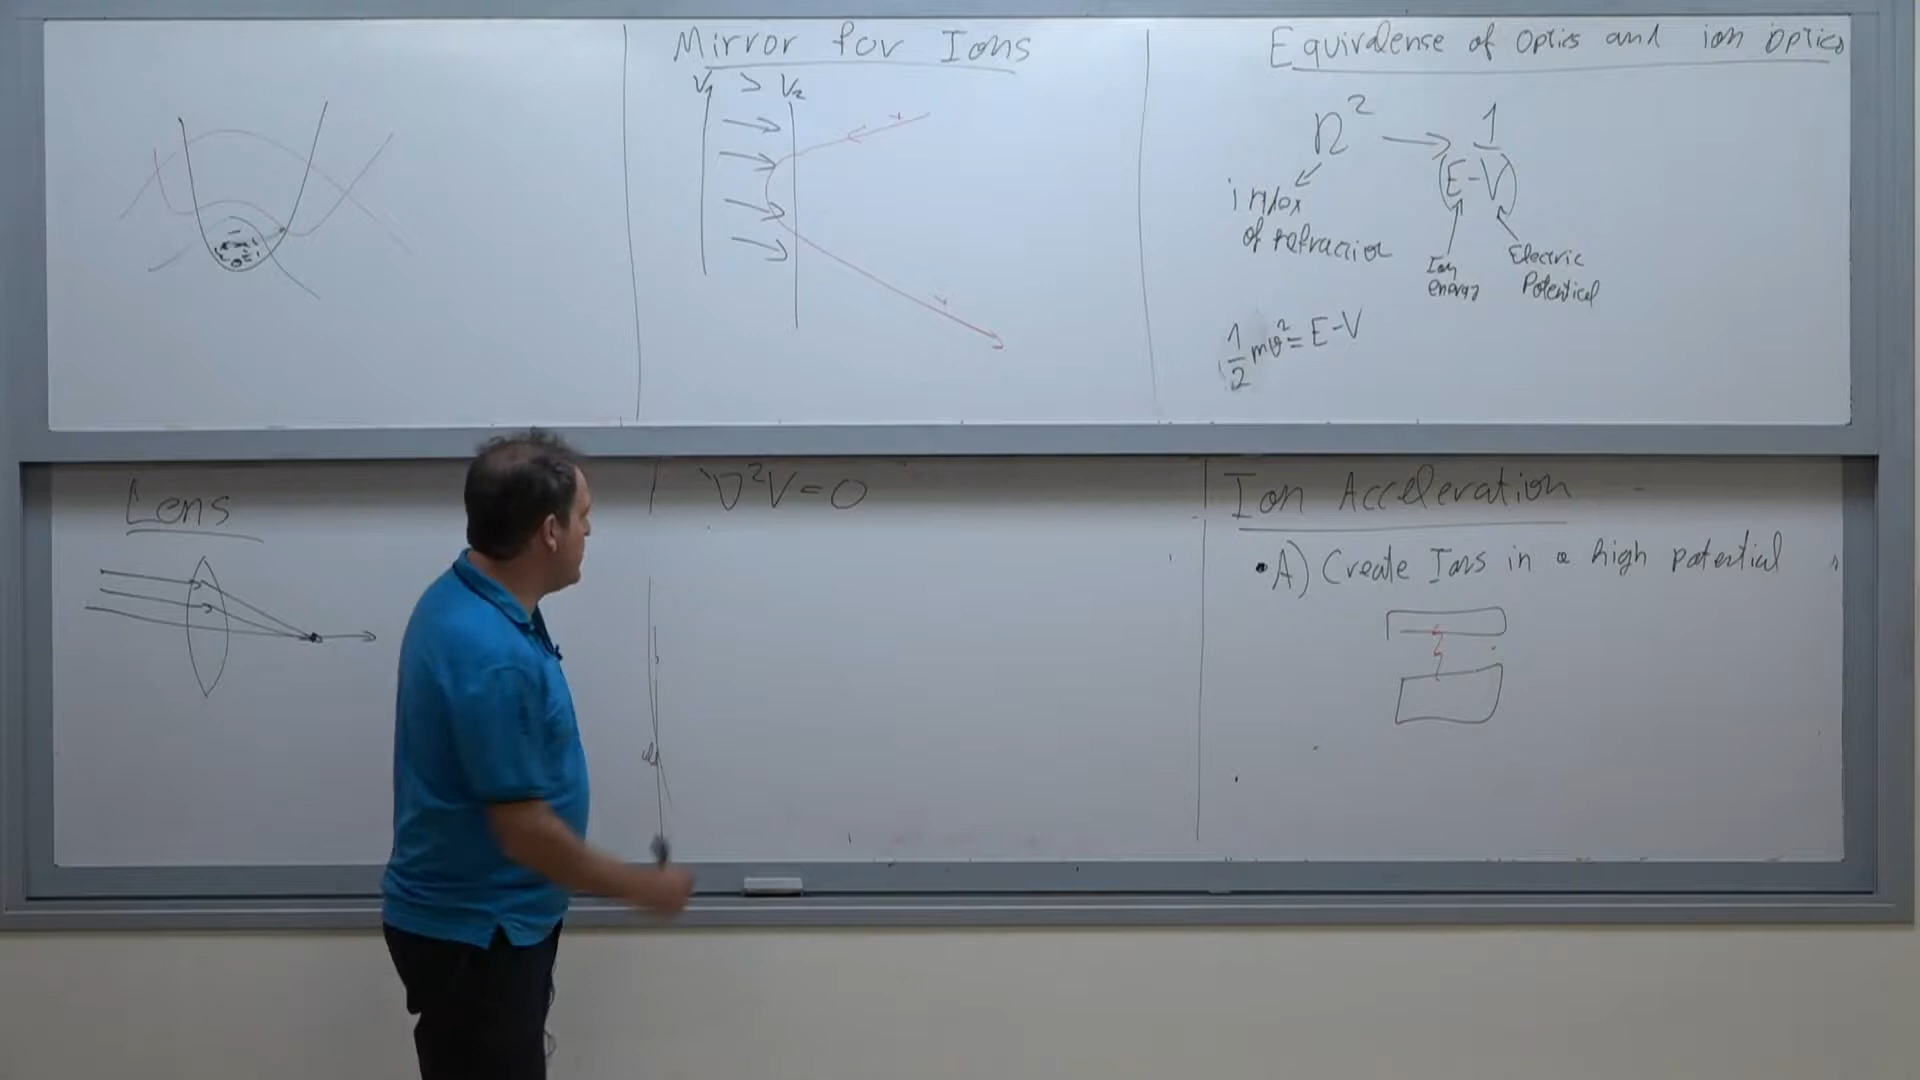 Mirror for Ions
V₁ > V₂
Equivalense of optics and ion optics
n² → 1/(E-V)
index
of refraction
Ion
energy
Electric
Potential
1/2 mv² = E-V
Lens
∇²V=0
Ion Acceleration
• A) Create Ions in a high potential